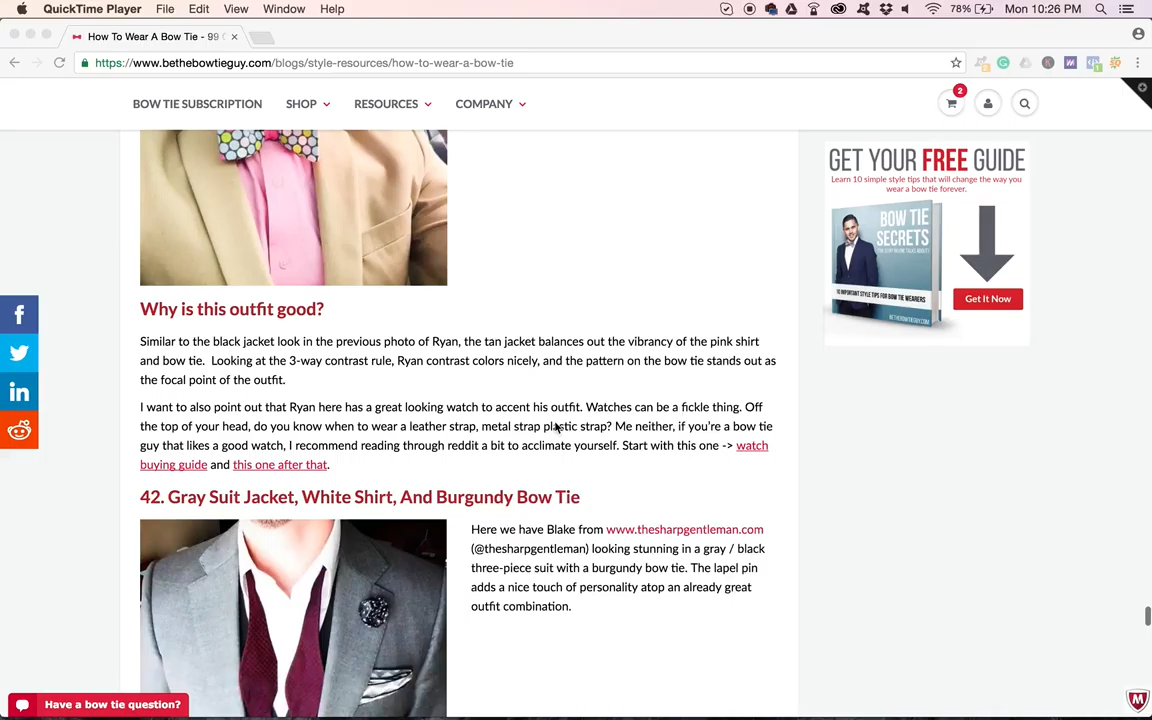 QuickTime Player File Edit View Window Help 78% Mon 10:26 PM
How To Wear A Bow Tie - 99
https://www.bethebowtieguy.com/blogs/style-resources/how-to-wear-a-bow-tie
BOW TIE SUBSCRIPTION SHOP RESOURCES COMPANY 2
GET YOUR FREE GUIDE
Learn 10 simple style tips that will change the way you
wear a bow tie forever.
BOW TIE
SECRETS
10 IMPORTANT STYLE TIPS FOR BOW TIE WEARERS
BETHEBOWTIEGUY.COM
Get It Now
Why is this outfit good?
Similar to the black jacket look in the previous photo of Ryan, the tan jacket balances out the vibrancy of the pink shirt
and bow tie. Looking at the 3-way contrast rule, Ryan contrast colors nicely, and the pattern on the bow tie stands out as
the focal point of the outfit.
I want to also point out that Ryan here has a great looking watch to accent his outfit. Watches can be a fickle thing. Off
the top of your head, do you know when to wear a leather strap, metal strap plastic strap? Me neither, if you're a bow tie
guy that likes a good watch, I recommend reading through reddit a bit to acclimate yourself. Start with this one -> watch
buying guide and this one after that.
42. Gray Suit Jacket, White Shirt, And Burgundy Bow Tie
Here we have Blake from www.thesharpgentleman.com
(@thesharpgentleman) looking stunning in a gray / black
three-piece suit with a burgundy bow tie. The lapel pin
adds a nice touch of personality atop an already great
outfit combination.
Have a bow tie question?